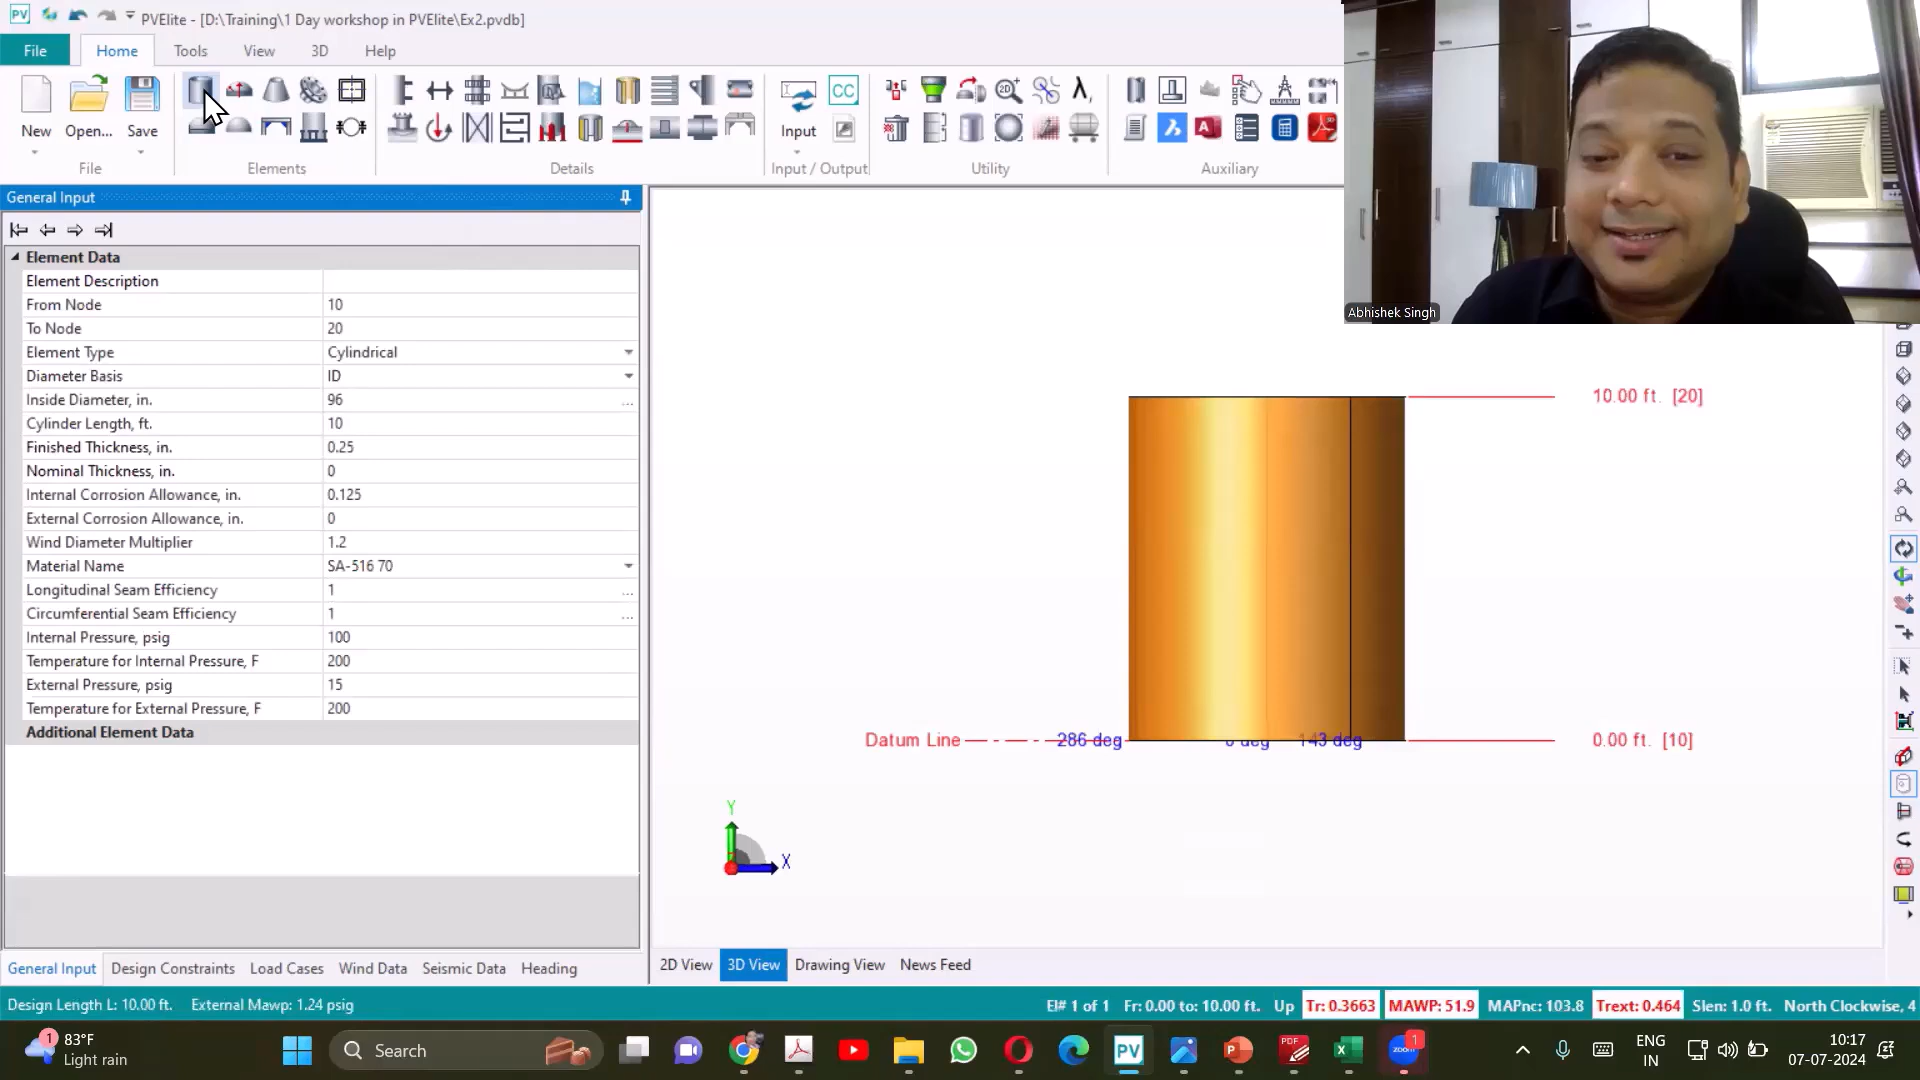 PVElite - [D:\Training\1 Day workshop in PVElite\Ex2.pvdb]
File Home Tools View 3D Help
New Open... Save Input CC
File Elements Details Input / Output Utility Auxiliary
General Input
Element Data
Element Description
From Node 10
To Node 20
Element Type Cylindrical
Diameter Basis ID
Inside Diameter, in. 96 ...
Cylinder Length, ft. 10
Finished Thickness, in. 0.25
Nominal Thickness, in. 0
Internal Corrosion Allowance, in. 0.125
External Corrosion Allowance, in. 0
Wind Diameter Multiplier 1.2
Material Name SA-516 70
Longitudinal Seam Efficiency 1 ...
Circumferential Seam Efficiency 1 ...
Internal Pressure, psig 100
Temperature for Internal Pressure, F 200
External Pressure, psig 15
Temperature for External Pressure, F 200
Additional Element Data
General Input Design Constraints Load Cases Wind Data Seismic Data Heading
Abhishek Singh
10.00 ft. [20]
Datum Line 286 deg 0 deg 143 deg 0.00 ft. [10]
Y
X
2D View 3D View Drawing View News Feed
Design Length L: 10.00 ft. External Mawp: 1.24 psig El# 1 of 1 Fr: 0.00 to: 10.00 ft. Up Tr: 0.3663 MAWP: 51.9 MAPnc: 103.8 Trext: 0.464 Slen: 1.0 ft. North Clockwise, 4
1 83°F
Light rain
Search
PV
PDF
zoom 1
ENG
IN
10:17
07-07-2024